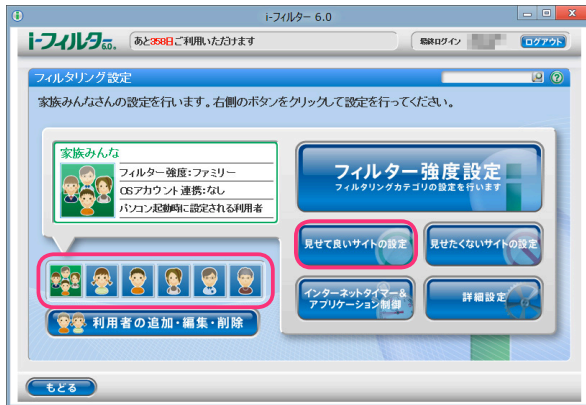 i-フィルター 6.0
i-フィルター6.0.
あと358日ご利用いただけます
最終ログイン
ログアウト
フィルタリング設定
家族みんなさんの設定を行います。右側のボタンをクリックして設定を行ってください。
家族みんな
フィルター強度:ファミリー
OSアカウント連携:なし
パソコン起動時に設定される利用者
利用者の追加・編集・削除
フィルター強度設定
フィルタリングカテゴリの設定を行います
見せて良いサイトの設定
見せたくないサイトの設定
インターネットタイマー&
アプリケーション制御
詳細設定
もどる